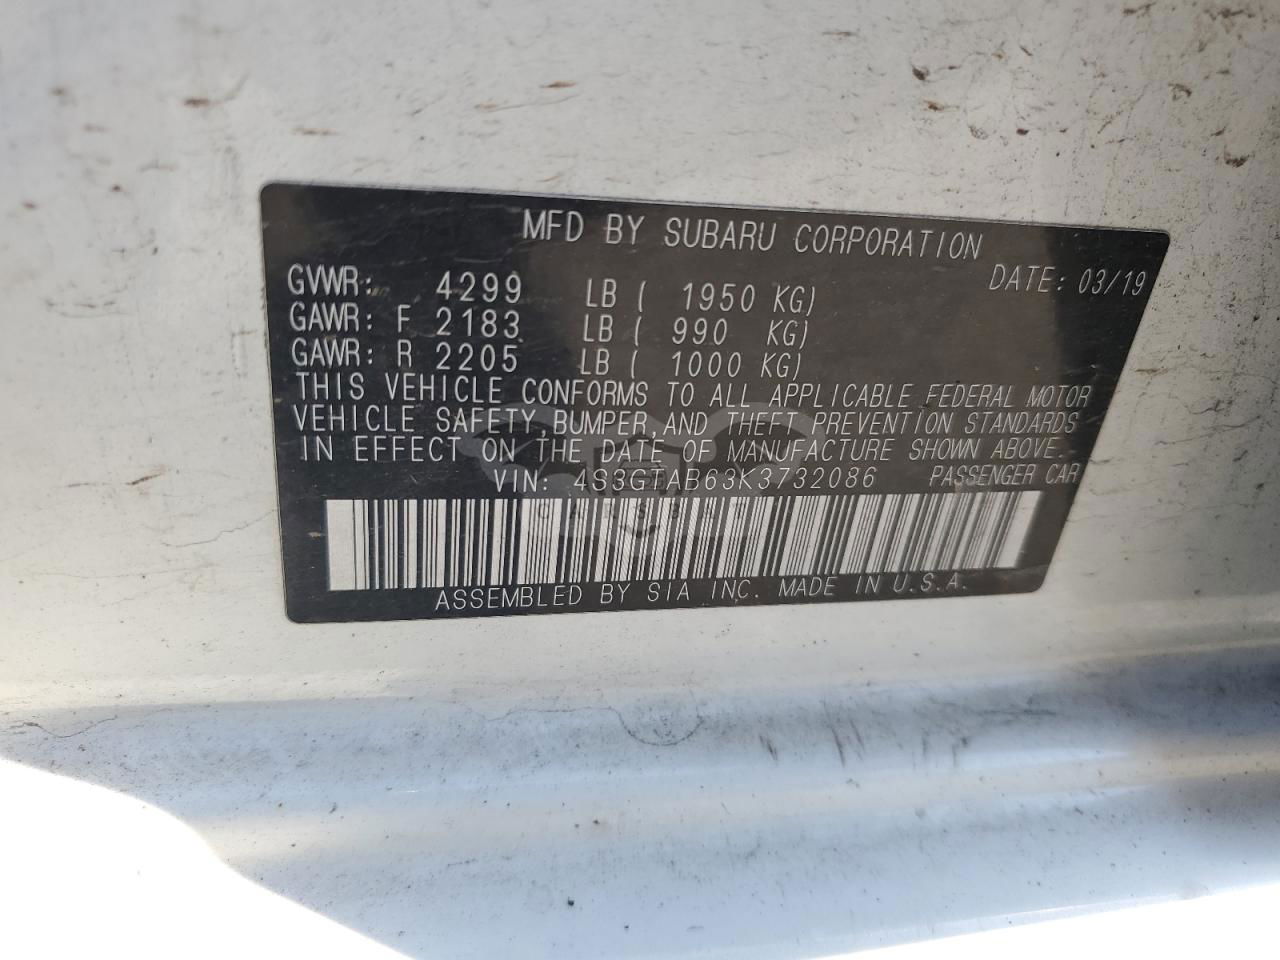 MFD BY SUBARU CORPORATION
DATE: 03/19
GVWR: 4299 LB ( 1950 KG)
GAWR: F 2183 LB ( 990 KG)
GAWR: R 2205 LB ( 1000 KG)
THIS VEHICLE CONFORMS TO ALL APPLICABLE FEDERAL MOTOR
VEHICLE SAFETY, BUMPER, AND THEFT PREVENTION STANDARDS
IN EFFECT ON THE DATE OF MANUFACTURE SHOWN ABOVE.
VIN: 4S3GTAB63K3732086 PASSENGER CAR
ASSEMBLED BY SIA INC. MADE IN U.S.A.